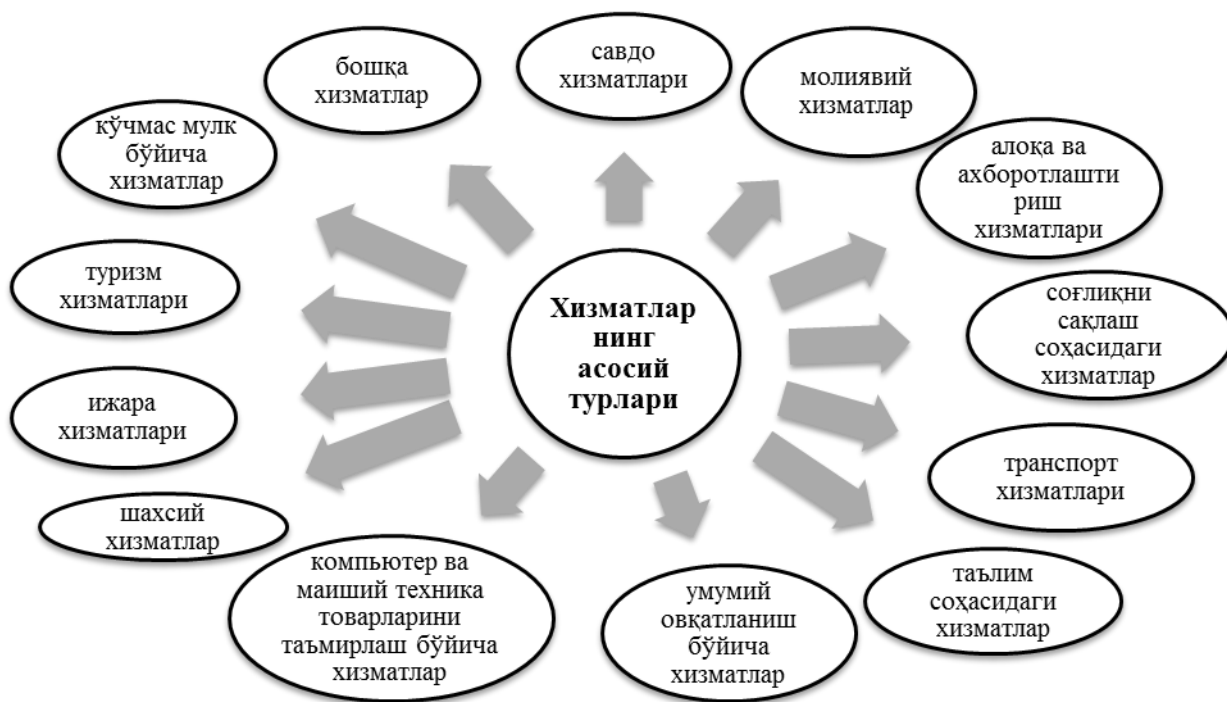 Хизматлар
нинг
асосий
турлари
савдо
хизматлари
молиявий
хизматлар
алоқа ва
ахборотлашти
риш
хизматлари
соғлиқни
сақлаш
соҳасидаги
хизматлар
транспорт
хизматлари
таълим
соҳасидаги
хизматлар
умумий
овқатланиш
бўйича
хизматлар
компьютер ва
маиший техника
товарларини
таъмирлаш бўйича
хизматлар
шахсий
хизматлар
ижара
хизматлари
туризм
хизматлари
кўчмас мулк
бўйича
хизматлар
бошқа
хизматлар